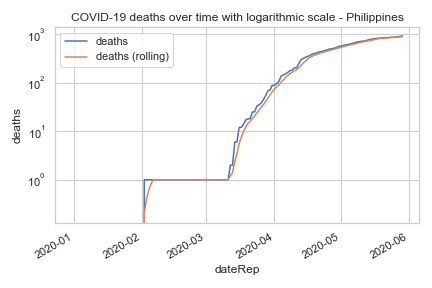 COVID-19 deaths over time with logarithmic scale - Philippines
deaths
deaths (rolling)
10³
10²
10¹
10⁰
deaths
2020-01
2020-02
2020-03
2020-04
2020-05
2020-06
dateRep